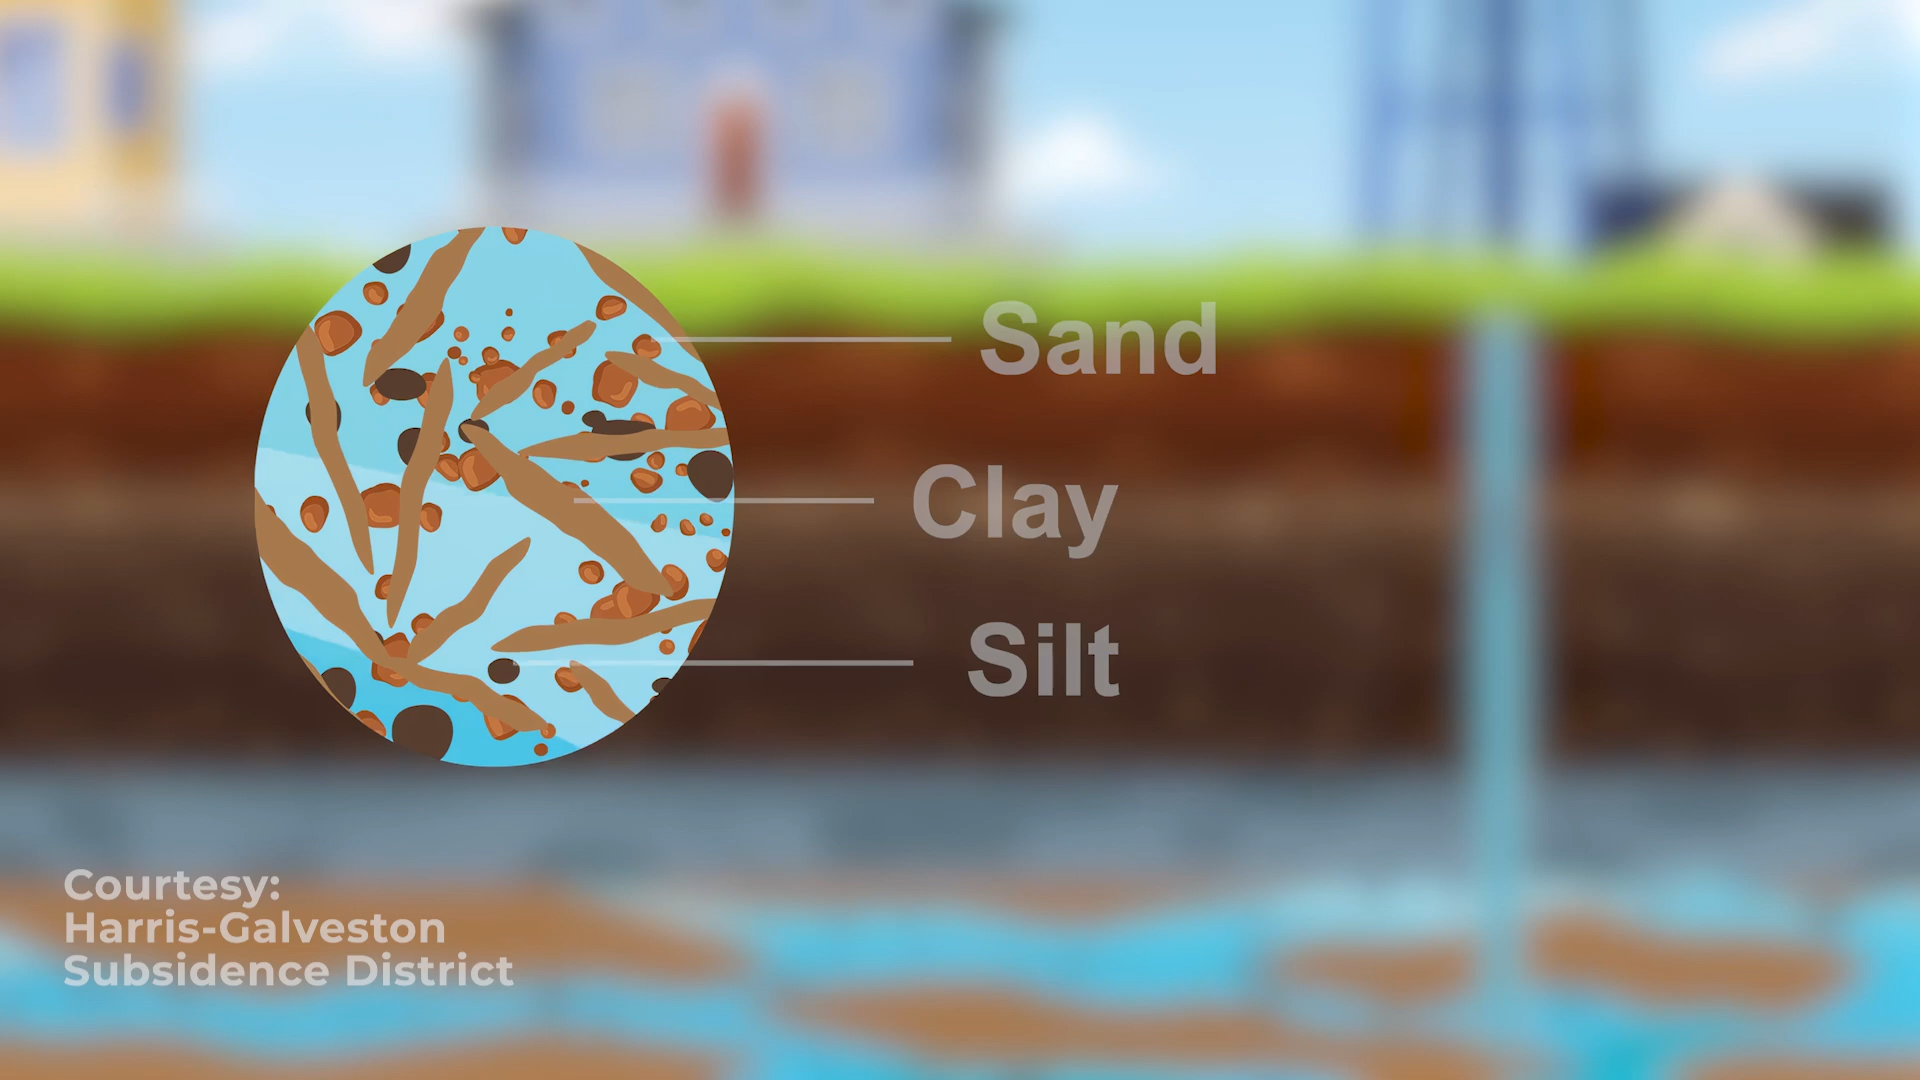 Sand
Clay
Silt
Courtesy:
Harris-Galveston
Subsidence District